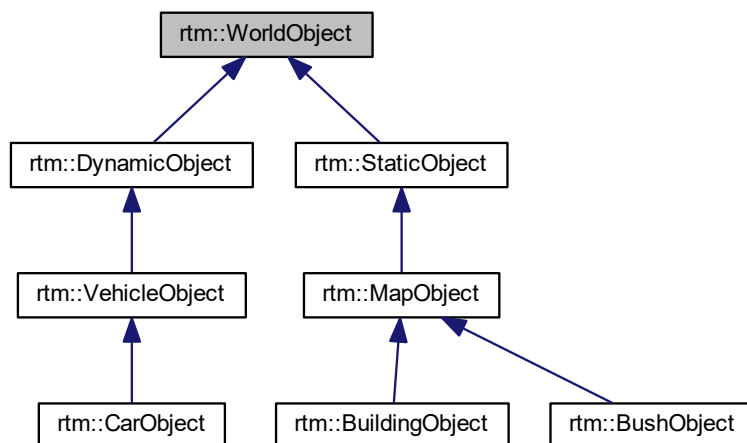 rtm::WorldObject
rtm::DynamicObject
rtm::StaticObject
rtm::VehicleObject
rtm::MapObject
rtm::CarObject
rtm::BuildingObject
rtm::BushObject